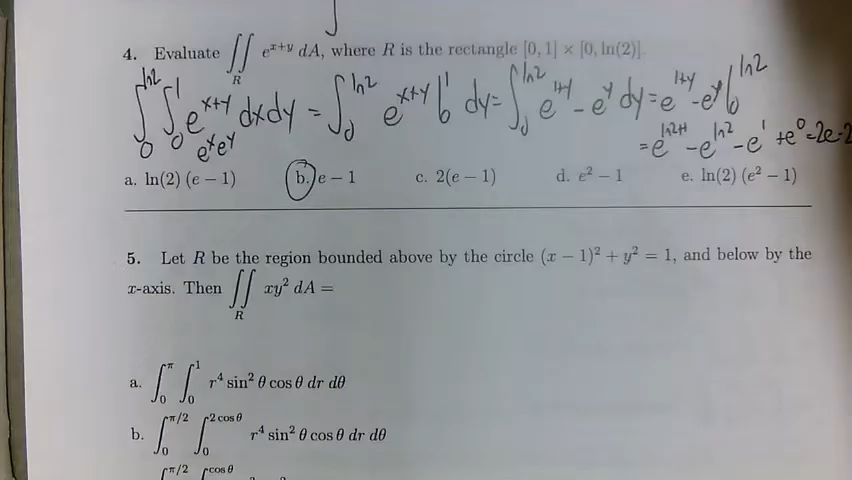 4. Evaluate ∬_R e^{x+y} dA, where R is the rectangle [0, 1] × [0, ln(2)].
∫_0^{ln2} ∫_0^1 e^{x+y} dx dy = ∫_0^{ln2} e^{x+y} |_0^1 dy = ∫_0^{ln2} e^{1+y} - e^y dy = e^{1+y} - e^y |_0^{ln2}
e^x e^y
= e^{ln2+1} - e^{ln2} - e^1 + e^0 = 2e-2
a. ln(2) (e − 1) b. e − 1 c. 2(e − 1) d. e² − 1 e. ln(2) (e² − 1)
5. Let R be the region bounded above by the circle (x − 1)² + y² = 1, and below by the
x-axis. Then ∬_R xy² dA =
a. ∫_0^π ∫_0^1 r⁴ sin² θ cos θ dr dθ
b. ∫_0^{π/2} ∫_0^{2 cos θ} r⁴ sin² θ cos θ dr dθ
∫^{π/2} ∫^{cos θ}